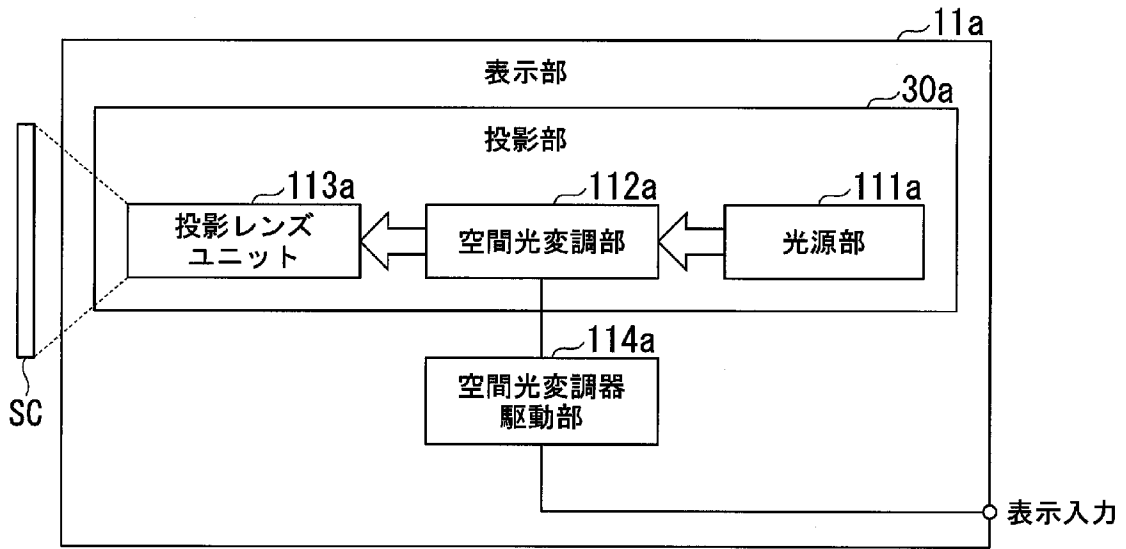 11a
表示部
30a
投影部
113a
112a
111a
投影レンズ
ユニット
空間光変調部
光源部
114a
空間光変調器
駆動部
SC
表示入力